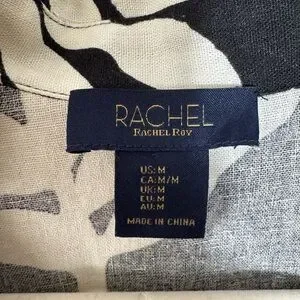 RACHEL
RACHEL ROY
US: M
CA: M/M
UK: M
EU: M
AU: M
MADE IN CHINA